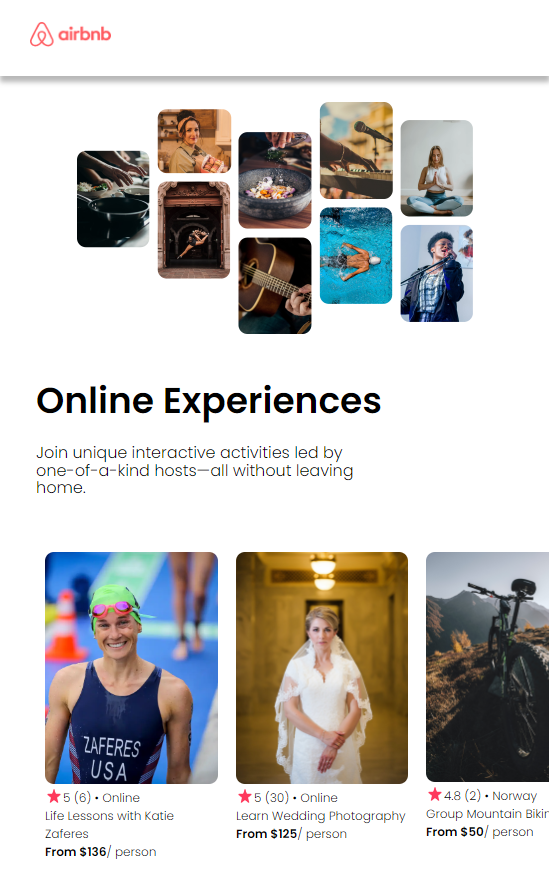 airbnb
Online Experiences
Join unique interactive activities led by
one-of-a-kind hosts—all without leaving
home.
ZAFERES
USA
5 (6) • Online
Life Lessons with Katie
Zaferes
From $136/ person
5 (30) • Online
Learn Wedding Photography
From $125/ person
4.8 (2) • Norway
Group Mountain
From $50/ person